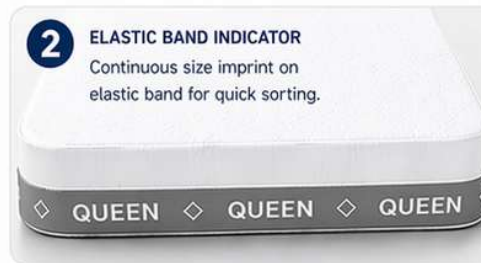 2
ELASTIC BAND INDICATOR
Continuous size imprint on
elastic band for quick sorting.
◇ QUEEN ◇ QUEEN ◇ QUEEN